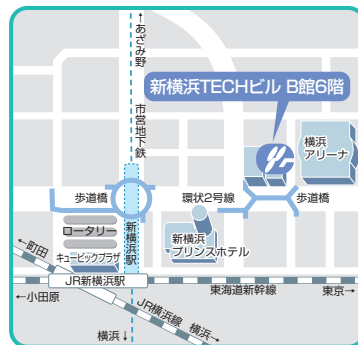 ←あざみ野
市営地下鉄
新横浜TECHビル B館6階
横浜
アリーナ
歩道橋
環状2号線
歩道橋
ロータリー
新横浜駅
新横浜
プリンスホテル
←町田
キュービックプラザ
JR新横浜駅
←小田原
東海道新幹線
東京→
JR横浜線
横浜→
横浜↓